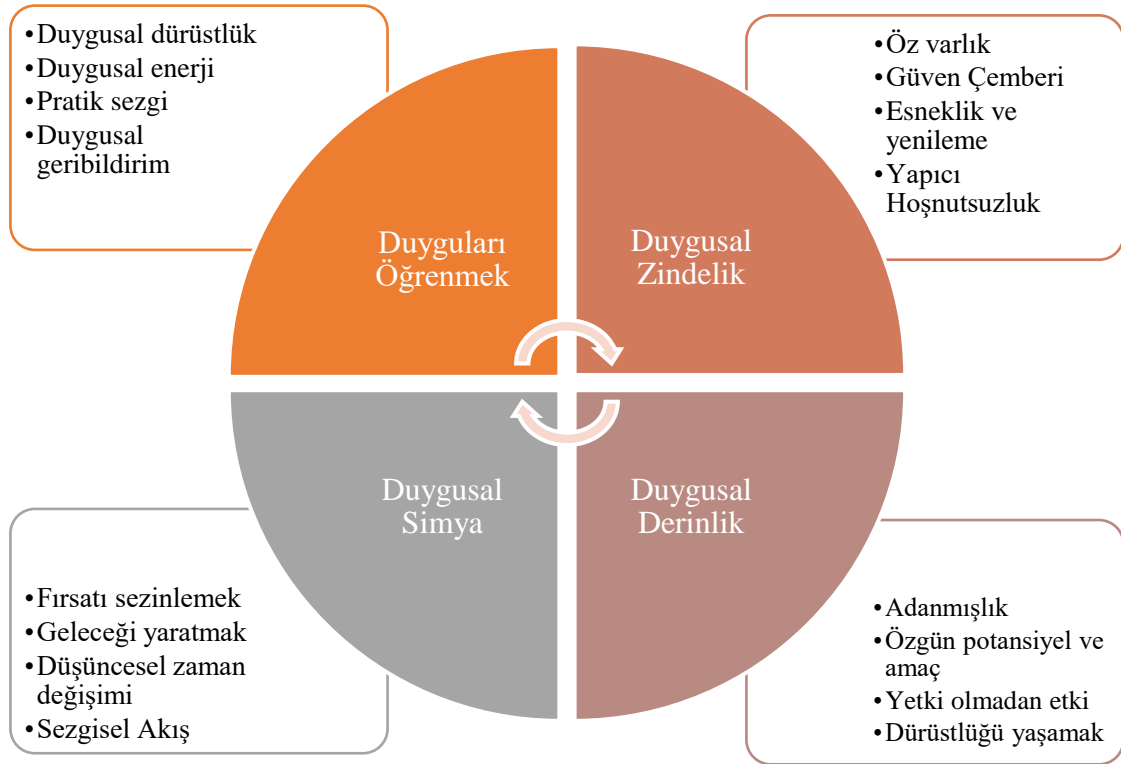 •Duygusal dürüstlük
•Duygusal enerji
•Pratik sezgi
•Duygusal
geribildirim
•Öz varlık
•Güven Çemberi
•Esneklik ve
yenileme
•Yapıcı
Hoşnutsuzluk
Duyguları
Öğrenmek
Duygusal
Zindelik
Duygusal
Simya
Duygusal
Derinlik
•Fırsatı sezinlemek
•Geleceği yaratmak
•Düşüncesel zaman
değişimi
•Sezgisel Akış
•Adanmışlık
•Özgün potansiyel ve
amaç
•Yetki olmadan etki
•Dürüstlüğü yaşamak